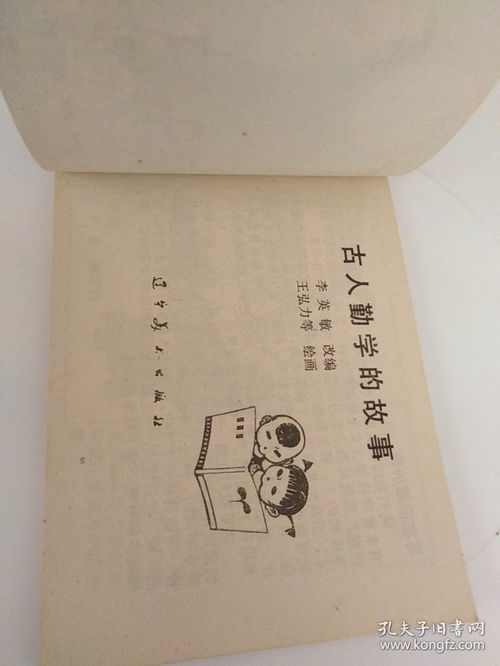 古人勤学的故事
李英敏 改编
王弘力等 绘画
辽宁美术出版社
孔夫子旧书网
www.kongfz.com